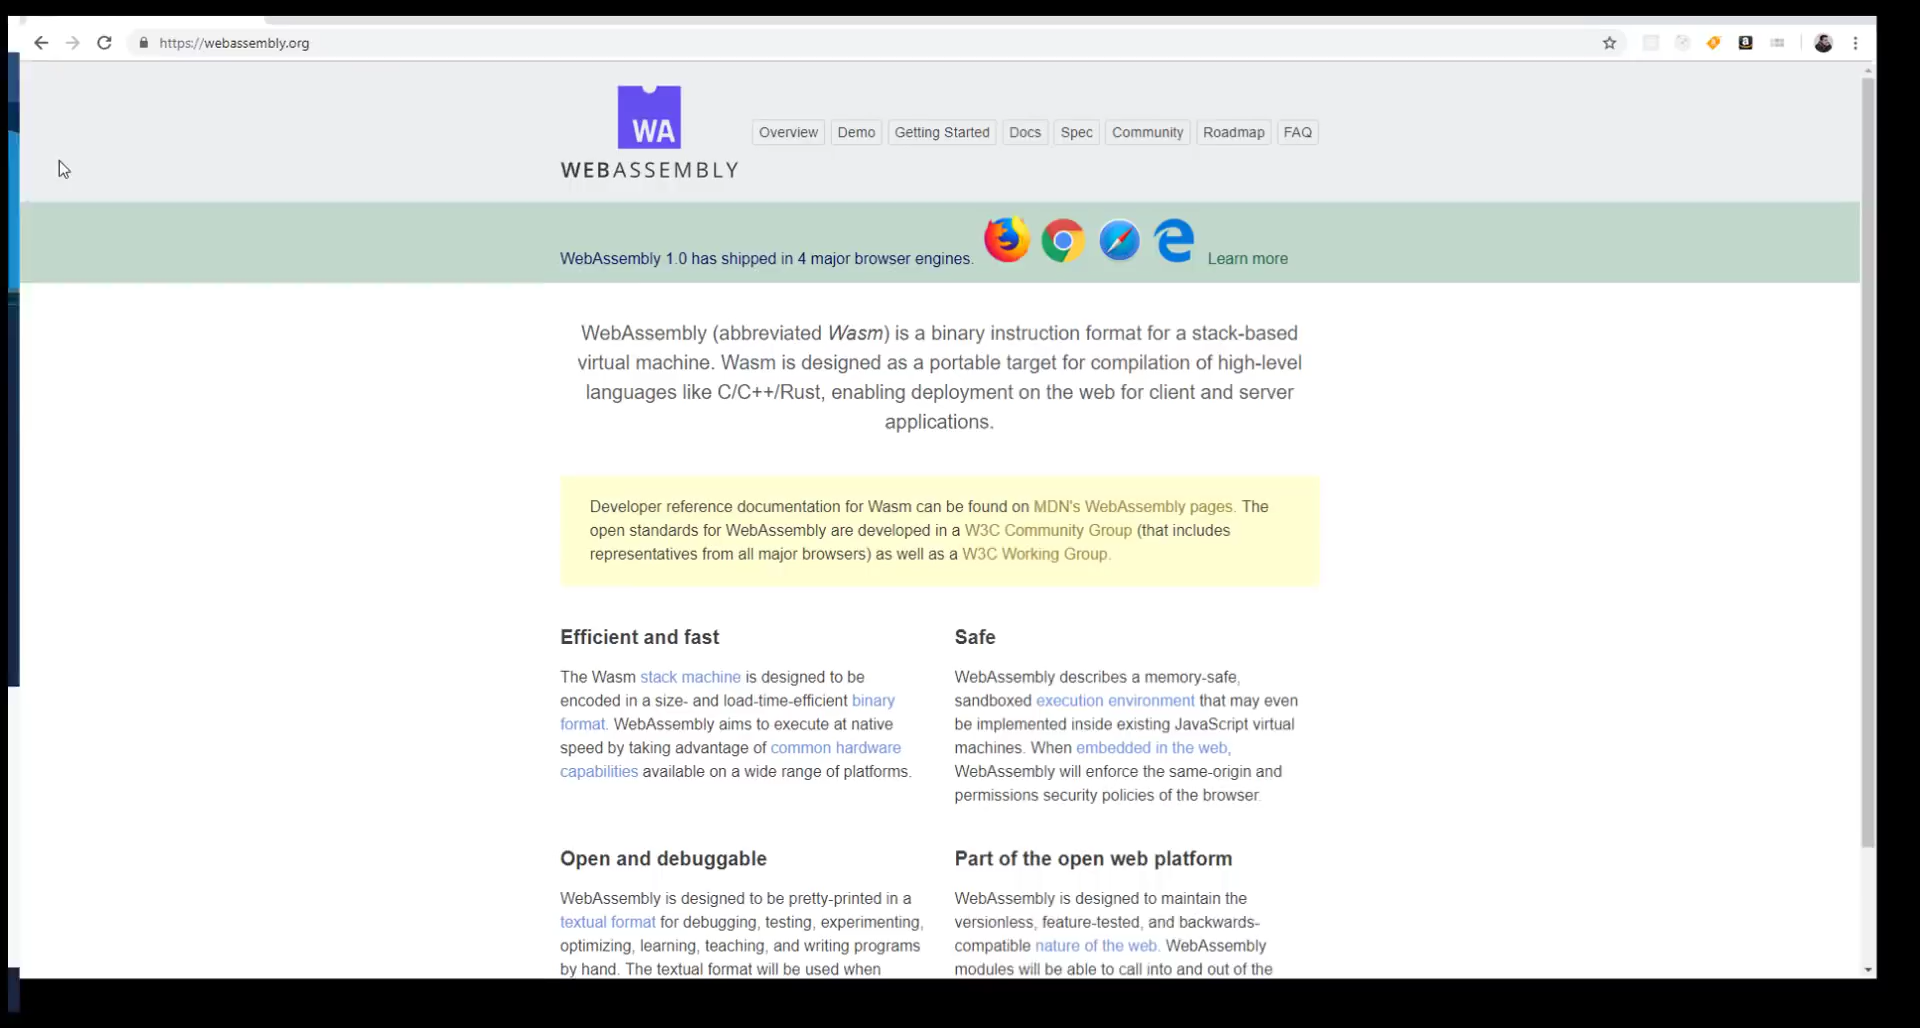 https://webassembly.org
WA
WEBASSEMBLY
Overview Demo Getting Started Docs Spec Community Roadmap FAQ
WebAssembly 1.0 has shipped in 4 major browser engines. Learn more
WebAssembly (abbreviated Wasm) is a binary instruction format for a stack-based
virtual machine. Wasm is designed as a portable target for compilation of high-level
languages like C/C++/Rust, enabling deployment on the web for client and server
applications.
Developer reference documentation for Wasm can be found on MDN's WebAssembly pages. The
open standards for WebAssembly are developed in a W3C Community Group (that includes
representatives from all major browsers) as well as a W3C Working Group.
Efficient and fast
The Wasm stack machine is designed to be
encoded in a size- and load-time-efficient binary
format. WebAssembly aims to execute at native
speed by taking advantage of common hardware
capabilities available on a wide range of platforms.
Safe
WebAssembly describes a memory-safe,
sandboxed execution environment that may even
be implemented inside existing JavaScript virtual
machines. When embedded in the web,
WebAssembly will enforce the same-origin and
permissions security policies of the browser.
Open and debuggable
WebAssembly is designed to be pretty-printed in a
textual format for debugging, testing, experimenting,
optimizing, learning, teaching, and writing programs
by hand. The textual format will be used when
Part of the open web platform
WebAssembly is designed to maintain the
versionless, feature-tested, and backwards-
compatible nature of the web. WebAssembly
modules will be able to call into and out of the